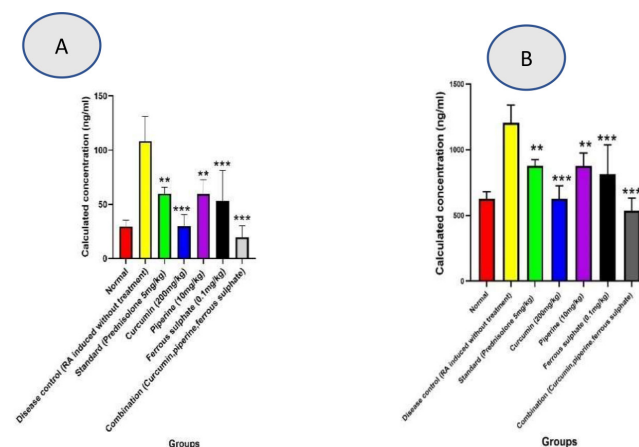 A
Calculated concentration (ng/ml)
150
100
50
0
**
***
**
***
***
Normal
Disease control (RA induced without treatment)
Standard (Prednisolone 5mg/kg)
Curcumin (200mg/kg)
Piperine (10mg/kg)
Ferrous sulphate (0.1mg/kg)
Combination (Curcumin,piperine,ferrous sulphate)
Groups
B
Calculated concentration (ng/ml)
1500
1000
500
0
**
***
**
***
***
Normal
Disease control (RA induced without treatment)
Standard (Prednisolone 5mg/kg)
Curcumin (200mg/kg)
Piperine (10mg/kg)
Ferrous sulphate (0.1mg/kg)
Combination (Curcumin,piperine,ferrous sulphate)
Groups